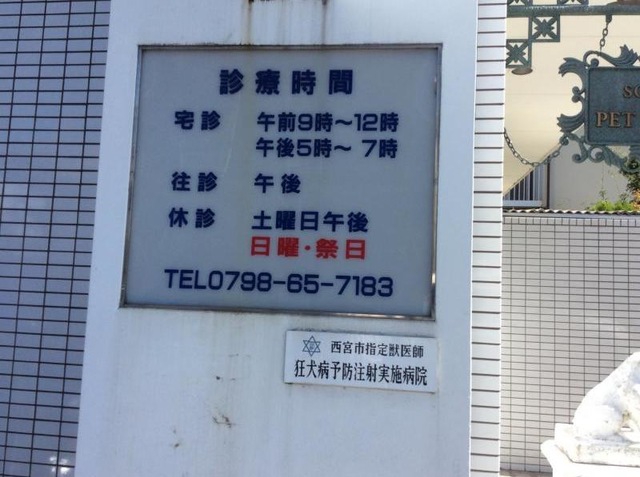 診療時間
宅診 午前9時～12時
午後5時～7時
往診 午後
休診 土曜日午後
日曜・祭日
TEL0798-65-7183
西宮市指定獣医師
狂犬病予防注射実施病院
PET